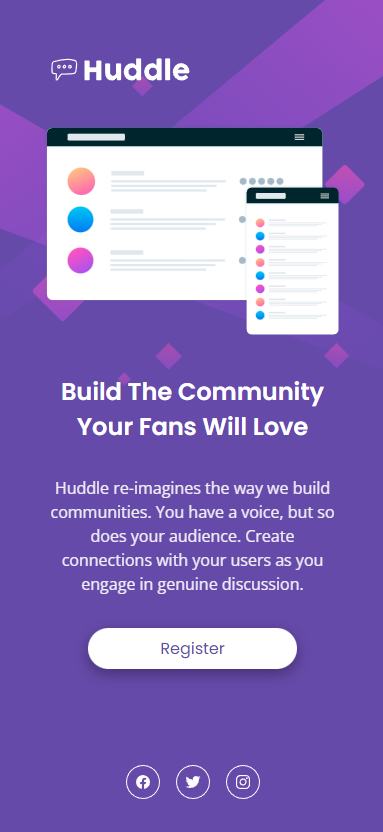 Huddle
Build The Community
Your Fans Will Love
Huddle re-imagines the way we build
communities. You have a voice, but so
does your audience. Create
connections with your users as you
engage in genuine discussion.
Register